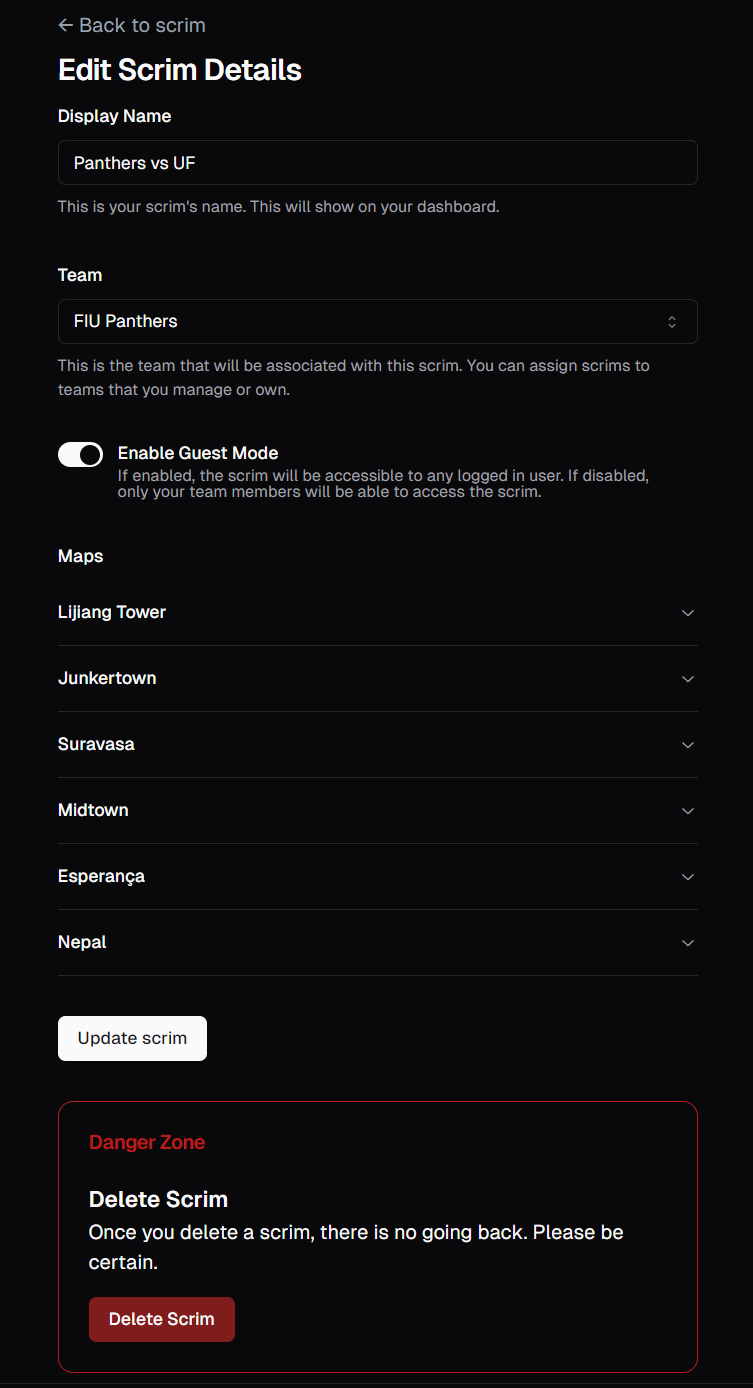 ← Back to scrim
Edit Scrim Details
Display Name
Panthers vs UF
This is your scrim's name. This will show on your dashboard.
Team
FIU Panthers
This is the team that will be associated with this scrim. You can assign scrims to
teams that you manage or own.
Enable Guest Mode
If enabled, the scrim will be accessible to any logged in user. If disabled,
only your team members will be able to access the scrim.
Maps
Lijiang Tower
Junkertown
Suravasa
Midtown
Esperança
Nepal
Update scrim
Danger Zone
Delete Scrim
Once you delete a scrim, there is no going back. Please be
certain.
Delete Scrim